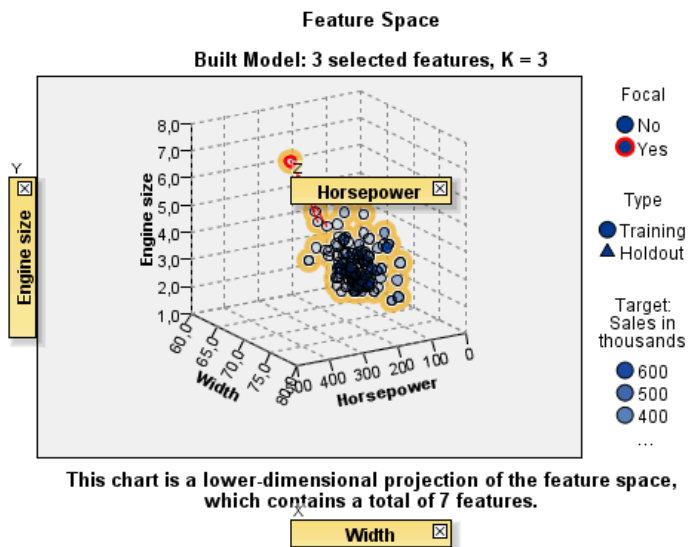 Feature Space
Built Model: 3 selected features, K = 3
Y
Engine size
8,0
7,0
6,0
5,0
4,0
3,0
2,0
1,0
Engine size
Z
Horsepower
60,0
65,0
70,0
75,0
80,0
Width
00 400 300 200 100 0
Horsepower
Focal
No
Yes
Type
Training
Holdout
Target:
Sales in
thousands
600
500
400
...
This chart is a lower-dimensional projection of the feature space,
which contains a total of 7 features.
X
Width